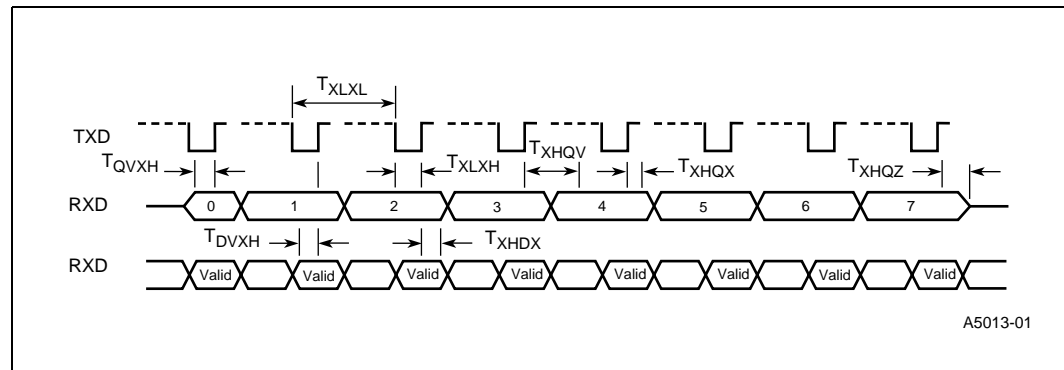 TXLXL
TXD
TQVXH TXLXH TXHQV TXHQX TXHQZ
RXD 0 1 2 3 4 5 6 7
TDVXH TXHDX
RXD Valid Valid Valid Valid Valid Valid Valid Valid
A5013-01